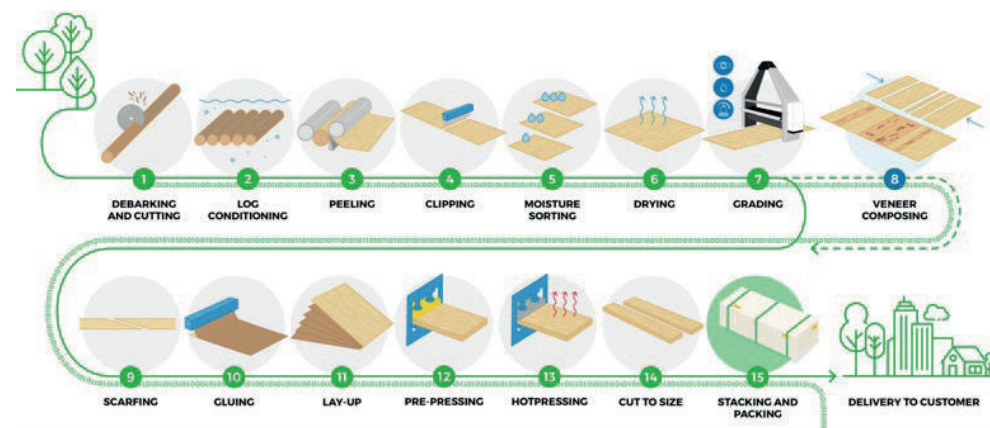 1
2
3
4
5
6
7
8
DEBARKING
AND CUTTING
LOG
CONDITIONING
PEELING
CLIPPING
MOISTURE
SORTING
DRYING
GRADING
VENEER
COMPOSING
9
10
11
12
13
14
15
SCARFING
GLUING
LAY-UP
PRE-PRESSING
HOTPRESSING
CUT TO SIZE
STACKING AND
PACKING
DELIVERY TO CUSTOMER